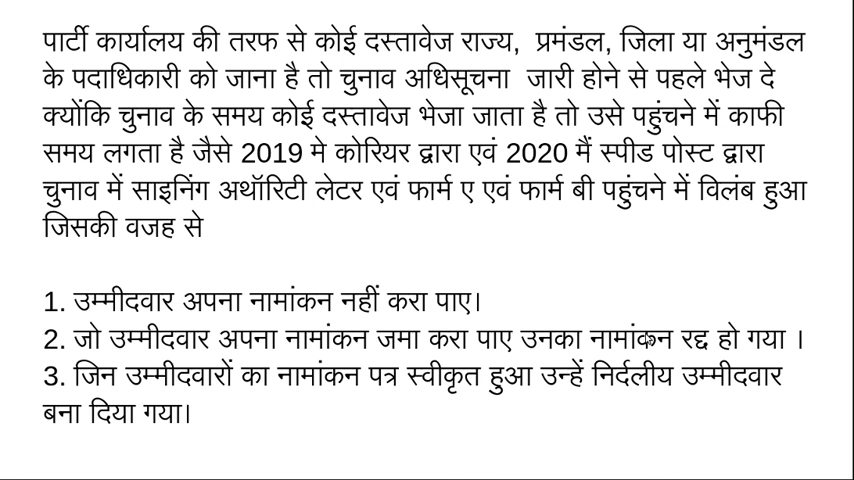 पार्टी कार्यालय की तरफ से कोई दस्तावेज राज्य, प्रमंडल, जिला या अनुमंडल
के पदाधिकारी को जाना है तो चुनाव अधिसूचना जारी होने से पहले भेज दे
क्योंकि चुनाव के समय कोई दस्तावेज भेजा जाता है तो उसे पहुंचने में काफी
समय लगता है जैसे 2019 मे कोरियर द्वारा एवं 2020 मैं स्पीड पोस्ट द्वारा
चुनाव में साइनिंग अथॉरिटी लेटर एवं फार्म ए एवं फार्म बी पहुंचने में विलंब हुआ
जिसकी वजह से
1. उम्मीदवार अपना नामांकन नहीं करा पाए।
2. जो उम्मीदवार अपना नामांकन जमा करा पाए उनका नामांकन रद्द हो गया ।
3. जिन उम्मीदवारों का नामांकन पत्र स्वीकृत हुआ उन्हें निर्दलीय उम्मीदवार
बना दिया गया।